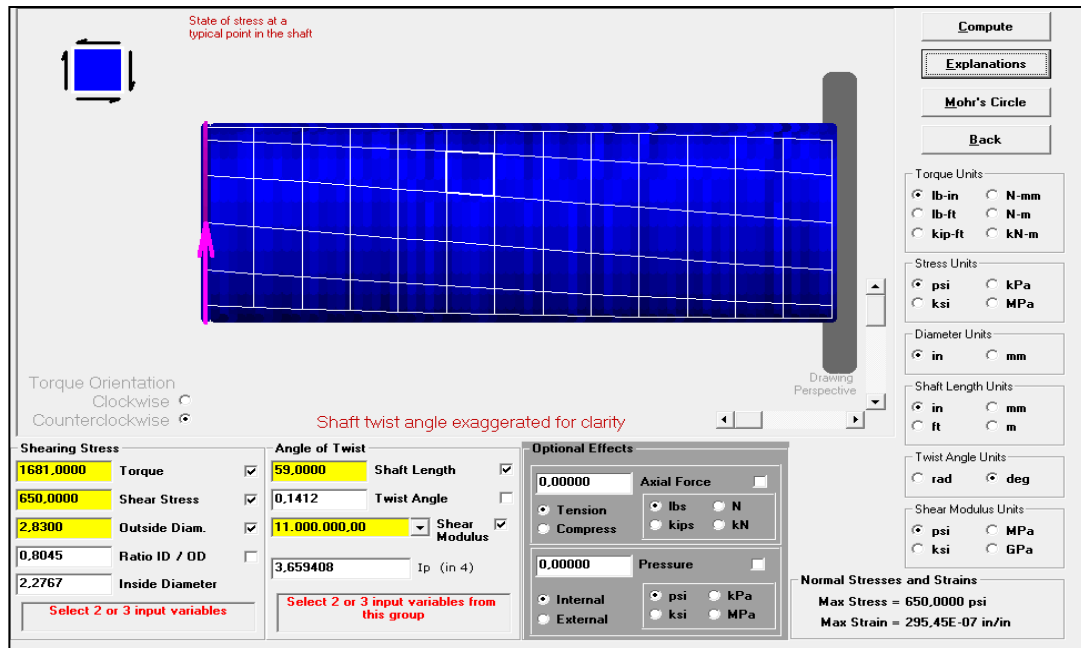 State of stress at a
typical point in the shaft
Compute
Explanations
Mohr's Circle
Back
Torque Units
lb-in N-mm
lb-ft N-m
kip-ft kN-m
Stress Units
psi kPa
ksi MPa
Diameter Units
in mm
Shaft Length Units
in mm
ft m
Twist Angle Units
rad deg
Shear Modulus Units
psi MPa
ksi GPa
Torque Orientation
Clockwise
Counterclockwise
Shaft twist angle exaggerated for clarity
Drawing
Perspective
Shearing Stress
1681,0000 Torque
650,0000 Shear Stress
2,8300 Outside Diam.
0,8045 Ratio ID / OD
2,2767 Inside Diameter
Select 2 or 3 input variables
Angle of Twist
59,0000 Shaft Length
0,1412 Twist Angle
11.000.000,00 Shear
Modulus
3,659408 Ip (in 4)
Select 2 or 3 input variables from
this group
Optional Effects
0,00000 Axial Force
Tension lbs N
Compress kips kN
0,00000 Pressure
Internal psi kPa
External ksi MPa
Normal Stresses and Strains
Max Stress = 650,0000 psi
Max Strain = 295,45E-07 in/in